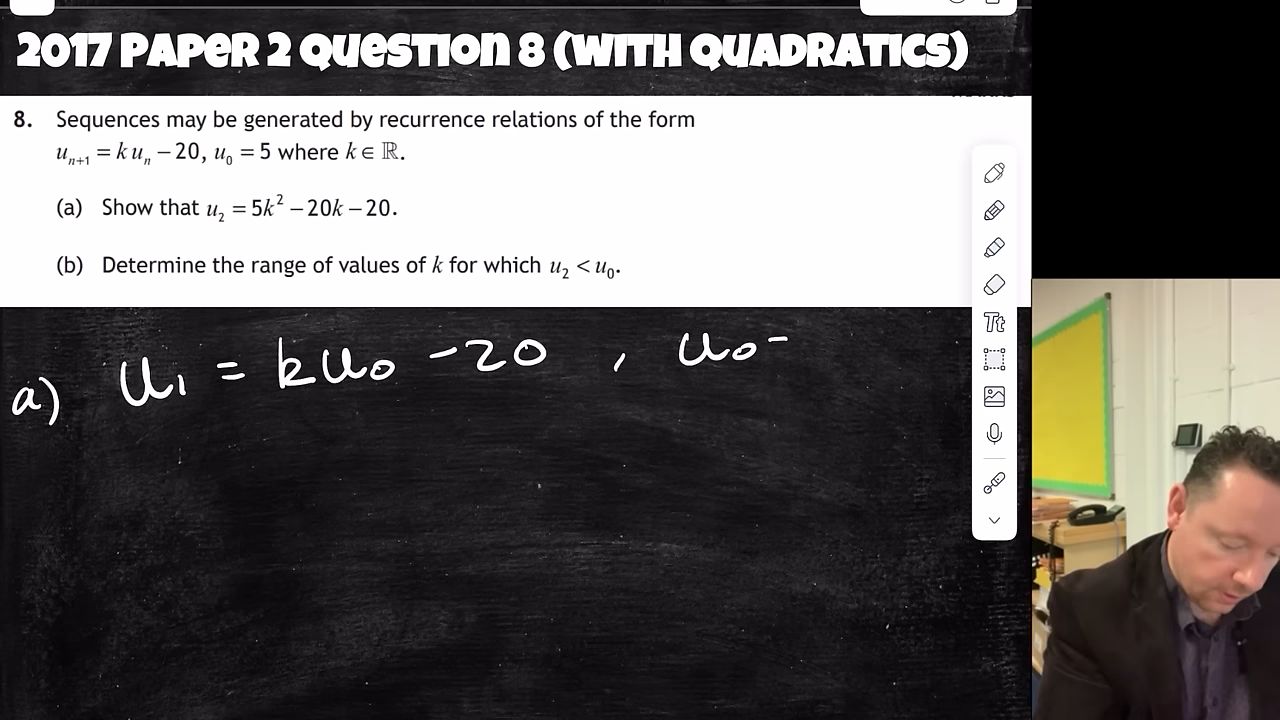 2017 PAPER 2 QUESTION 8 (WITH QUADRATICS)
8. Sequences may be generated by recurrence relations of the form
uₙ₊₁ = k uₙ − 20, u₀ = 5 where k ∈ ℝ.
(a) Show that u₂ = 5k² − 20k − 20.
(b) Determine the range of values of k for which u₂ < u₀.
a) u₁ = ku₀ − 20 , u₀ -
Tt